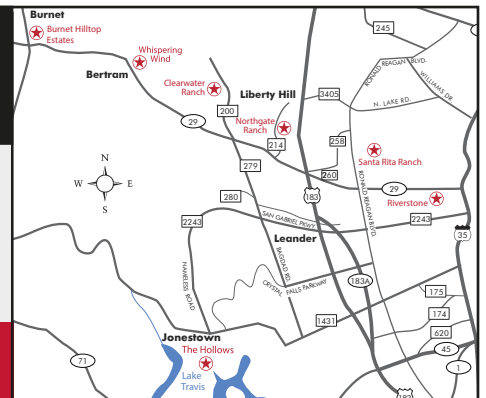 Burnet
Burnet Hilltop
Estates
245
Whispering
Wind
RONALD REAGAN BLVD.
WILLIAMS DR.
Bertram
Clearwater
Ranch
Liberty Hill
3405
N. LAKE RD.
200
29
Northgate
Ranch
214
258
Santa Rita Ranch
279
260
RONALD REAGAN BLVD.
N
W
E
S
280
183
29
Riverstone
2243
SAN GABRIEL PKWY.
2243
35
Leander
NAMELESS ROAD
BAGDAD RD.
CRYSTAL FALLS PARKWAY
183A
175
1431
174
620
Jonestown
The Hollows
45
71
Lake
Travis
1
183